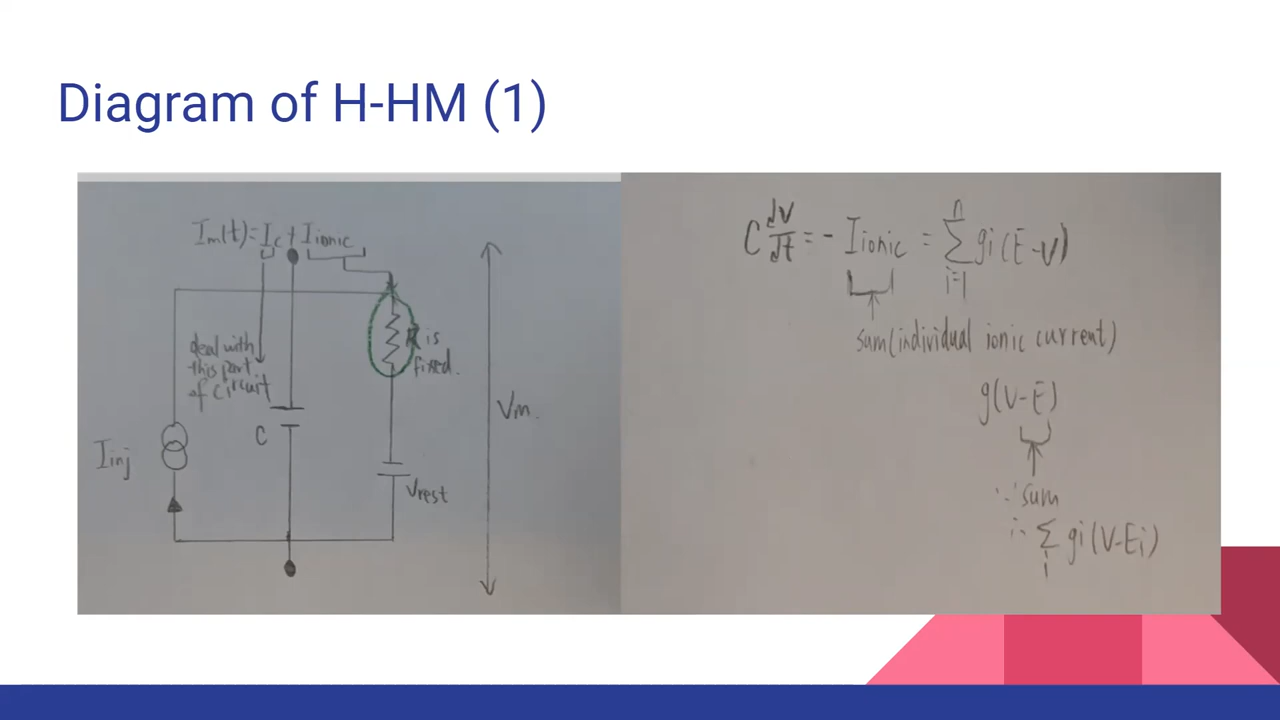 Diagram of H-HM (1)
Im(t)= Ic + Iionic
deal with
this part
of circuit
R is
fixed.
C
Iinj
Vrest
Vm.
C dV/dt = - Iionic = ∑ i=1 n gi(E-V)
sum(individual ionic current)
g(V-E)
∵ sum
∴ ∑ i gi(V-Ei)